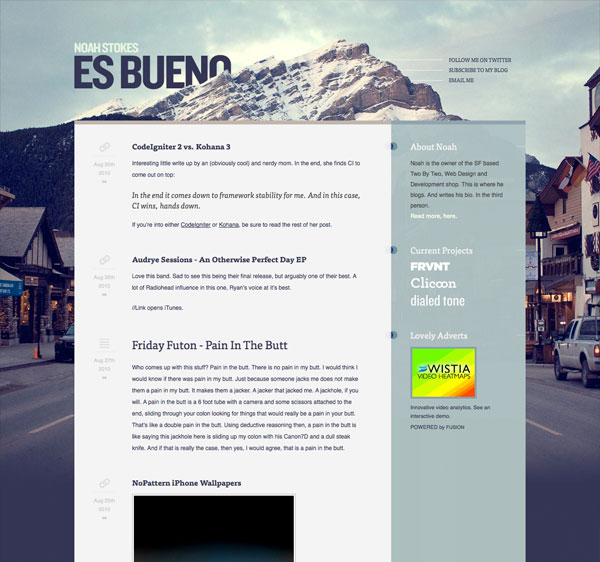 NOAH STOKES
ES BUENO
FOLLOW ME ON TWITTER
SUBSCRIBE TO MY BLOG
EMAIL ME
CodeIgniter 2 vs. Kohana 3
Aug 30th
2010
Interesting little write up by an (obviously cool) and nerdy mom. In the end, she finds CI to
come out on top:
In the end it comes down to framework stability for me. And in this case,
CI wins, hands down.
If you're into either CodeIgniter or Kohana, be sure to read the rest of her post.
Audrye Sessions - An Otherwise Perfect Day EP
2010
Love this band. Sad to see this being their final release, but arguably one of their best. A
lot of Radiohead influence in this one, Ryan's voice at it's best.
//Link opens iTunes.
Friday Futon - Pain In The Butt
Aug 27th
2010
Who comes up with this stuff? Pain in the butt. There is no pain in my butt. I would think I
would know if there was pain in my butt. Just because someone jacks me does not make
them a pain in my butt. It makes them a jacker. A jacker that jacked me. A jackhole, if you
will. A pain in the butt is a 6 foot tube with a camera and some scissors attached to the
end, sliding through your colon looking for things that would really be a pain in your butt.
That's like a double pain in the butt. Using deductive reasoning then, a pain in the butt is
like saying this jackhole here is sliding up my colon with his Canon7D and a dull steak
knife. And if that is really the case, then yes, I would agree, that is a pain in the butt.
NoPattern iPhone Wallpapers
2010
About Noah
Noah is the owner of the SF based
Two By Two, Web Design and
Development shop. This is where he
blogs. And writes his bio. In the third
person.
Read more, here.
Current Projects
FRVNT
Clicoon
dialed tone
Lovely Adverts
WISTIA
VIDEO HEATMAPS
Innovative video analytics. See an
interactive demo.
POWERED by FUSION